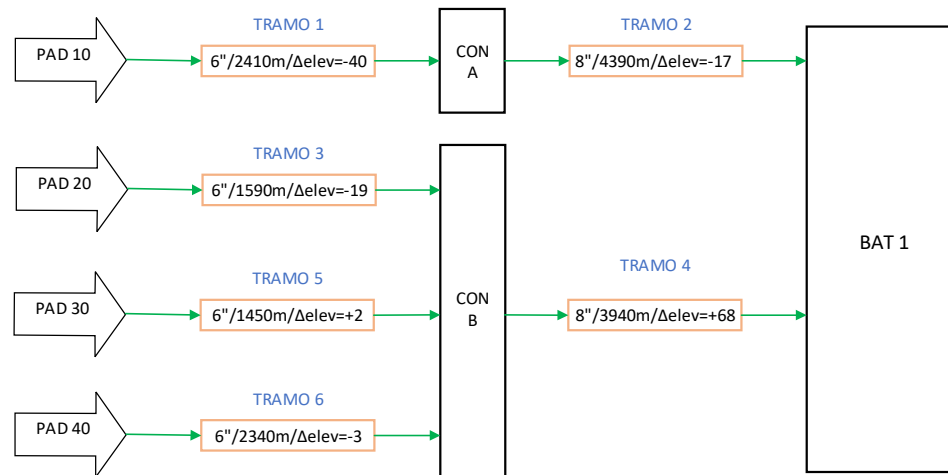 TRAMO 1
TRAMO 2
PAD 10
6"/2410m/Δelev=-40
CON
A
8"/4390m/Δelev=-17
TRAMO 3
PAD 20
6"/1590m/Δelev=-19
BAT 1
TRAMO 5
TRAMO 4
PAD 30
6"/1450m/Δelev=+2
CON
B
8"/3940m/Δelev=+68
TRAMO 6
PAD 40
6"/2340m/Δelev=-3